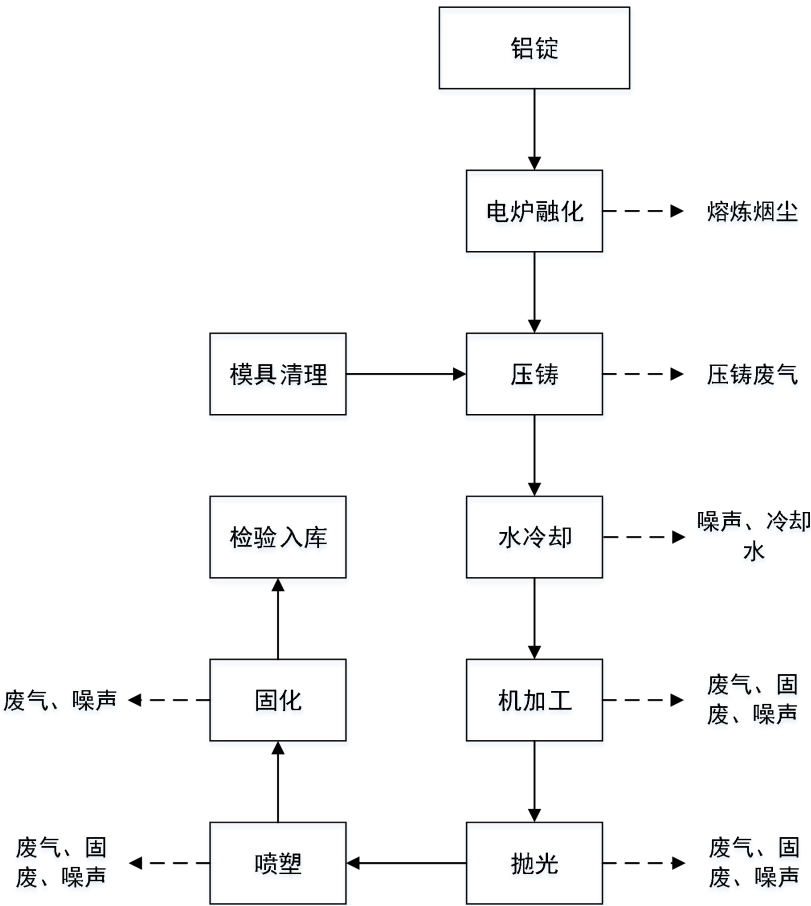 铝锭
电炉融化
熔炼烟尘
模具清理
压铸
压铸废气
检验入库
水冷却
噪声、冷却
水
废气、噪声
固化
机加工
废气、固
废、噪声
废气、固
废、噪声
喷塑
抛光
废气、固
废、噪声